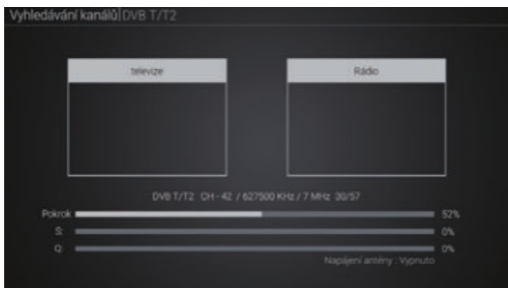 Vyhledávání kanálů|DVB T/T2
televize Rádio
DVB T/T2 CH - 42 / 627500 KHz / 7 MHz 30/57
Pokrok 52%
S: 0%
Q: 0%
Napájení antény : Vypnuto